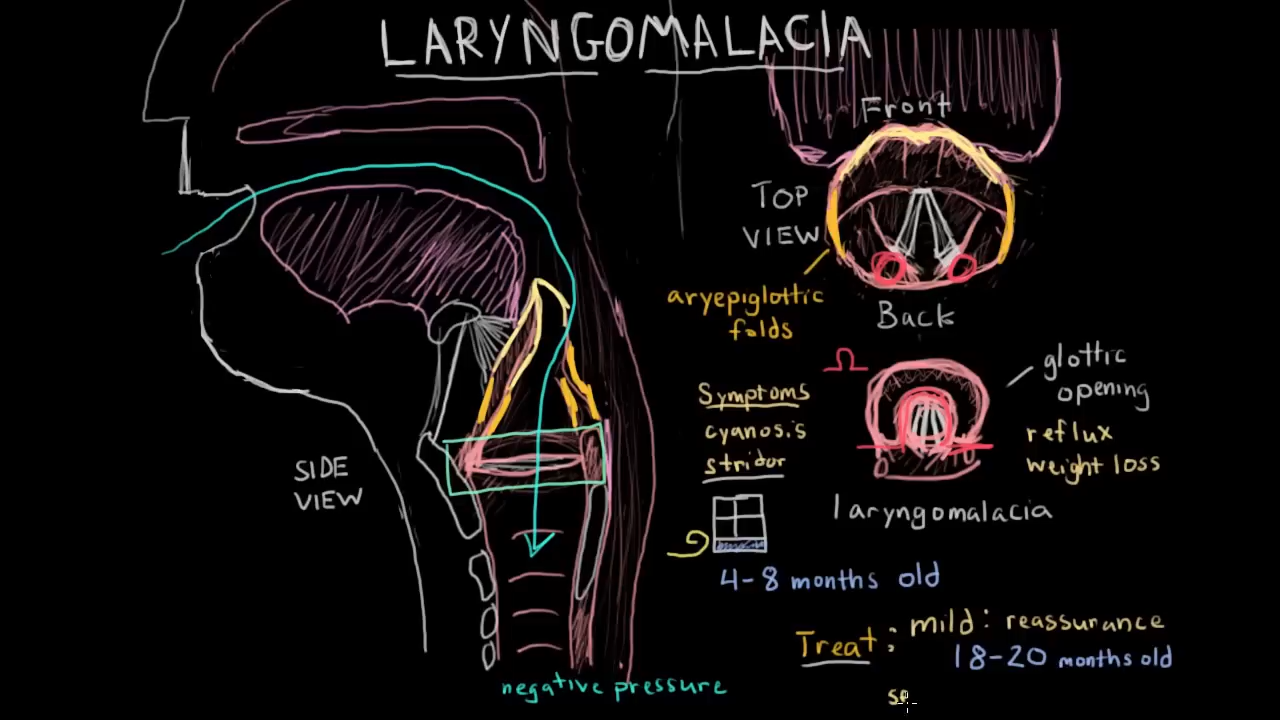 LARYNGOMALACIA
Front
TOP
VIEW
aryepiglottic
folds
Back
Ω
glottic
opening
Symptoms
cyanosis
stridor
reflux
weight loss
SIDE
VIEW
laryngomalacia
4-8 months old
Treat: mild: reassurance
18-20 months old
negative pressure
se